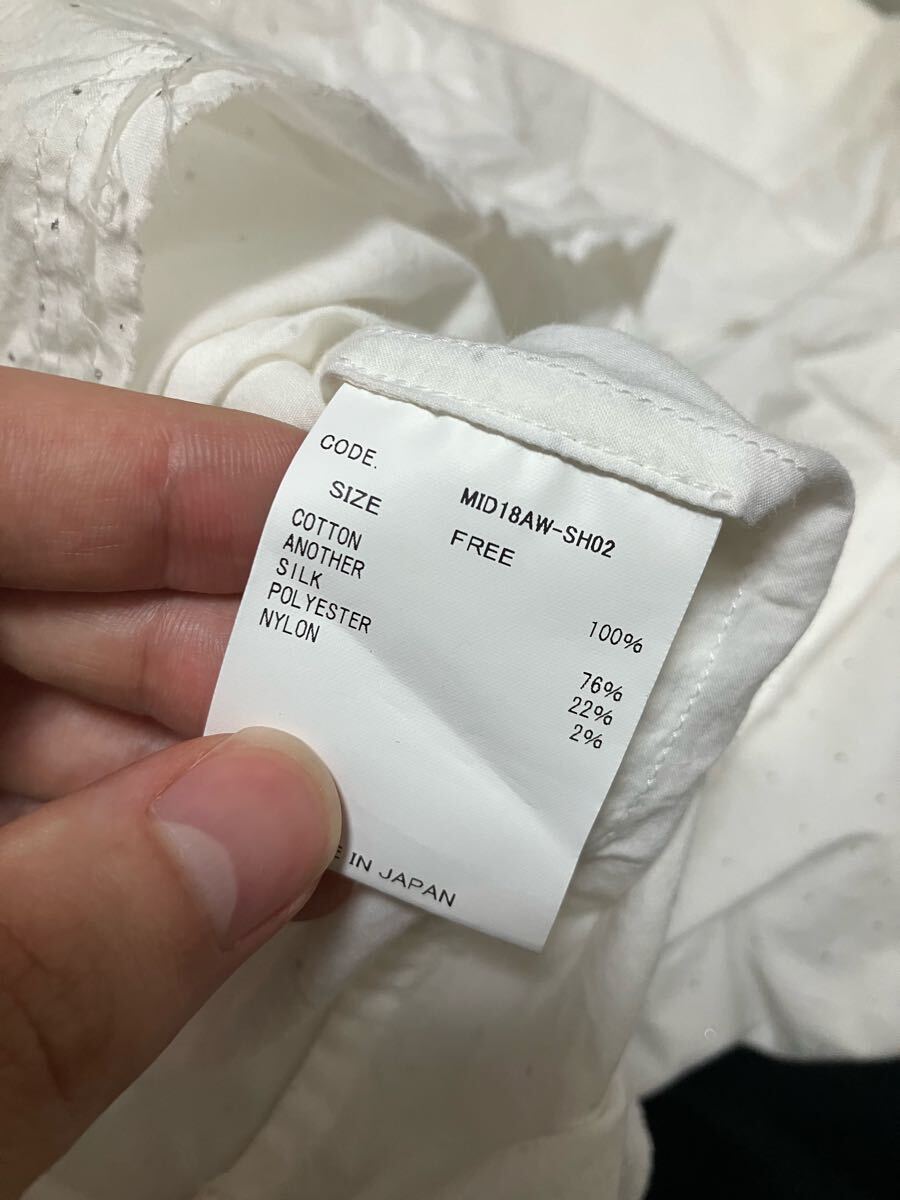 CODE. MID18AW-SH02
SIZE FREE
COTTON 100%
ANOTHER
SILK 76%
POLYESTER 22%
NYLON 2%
IN JAPAN